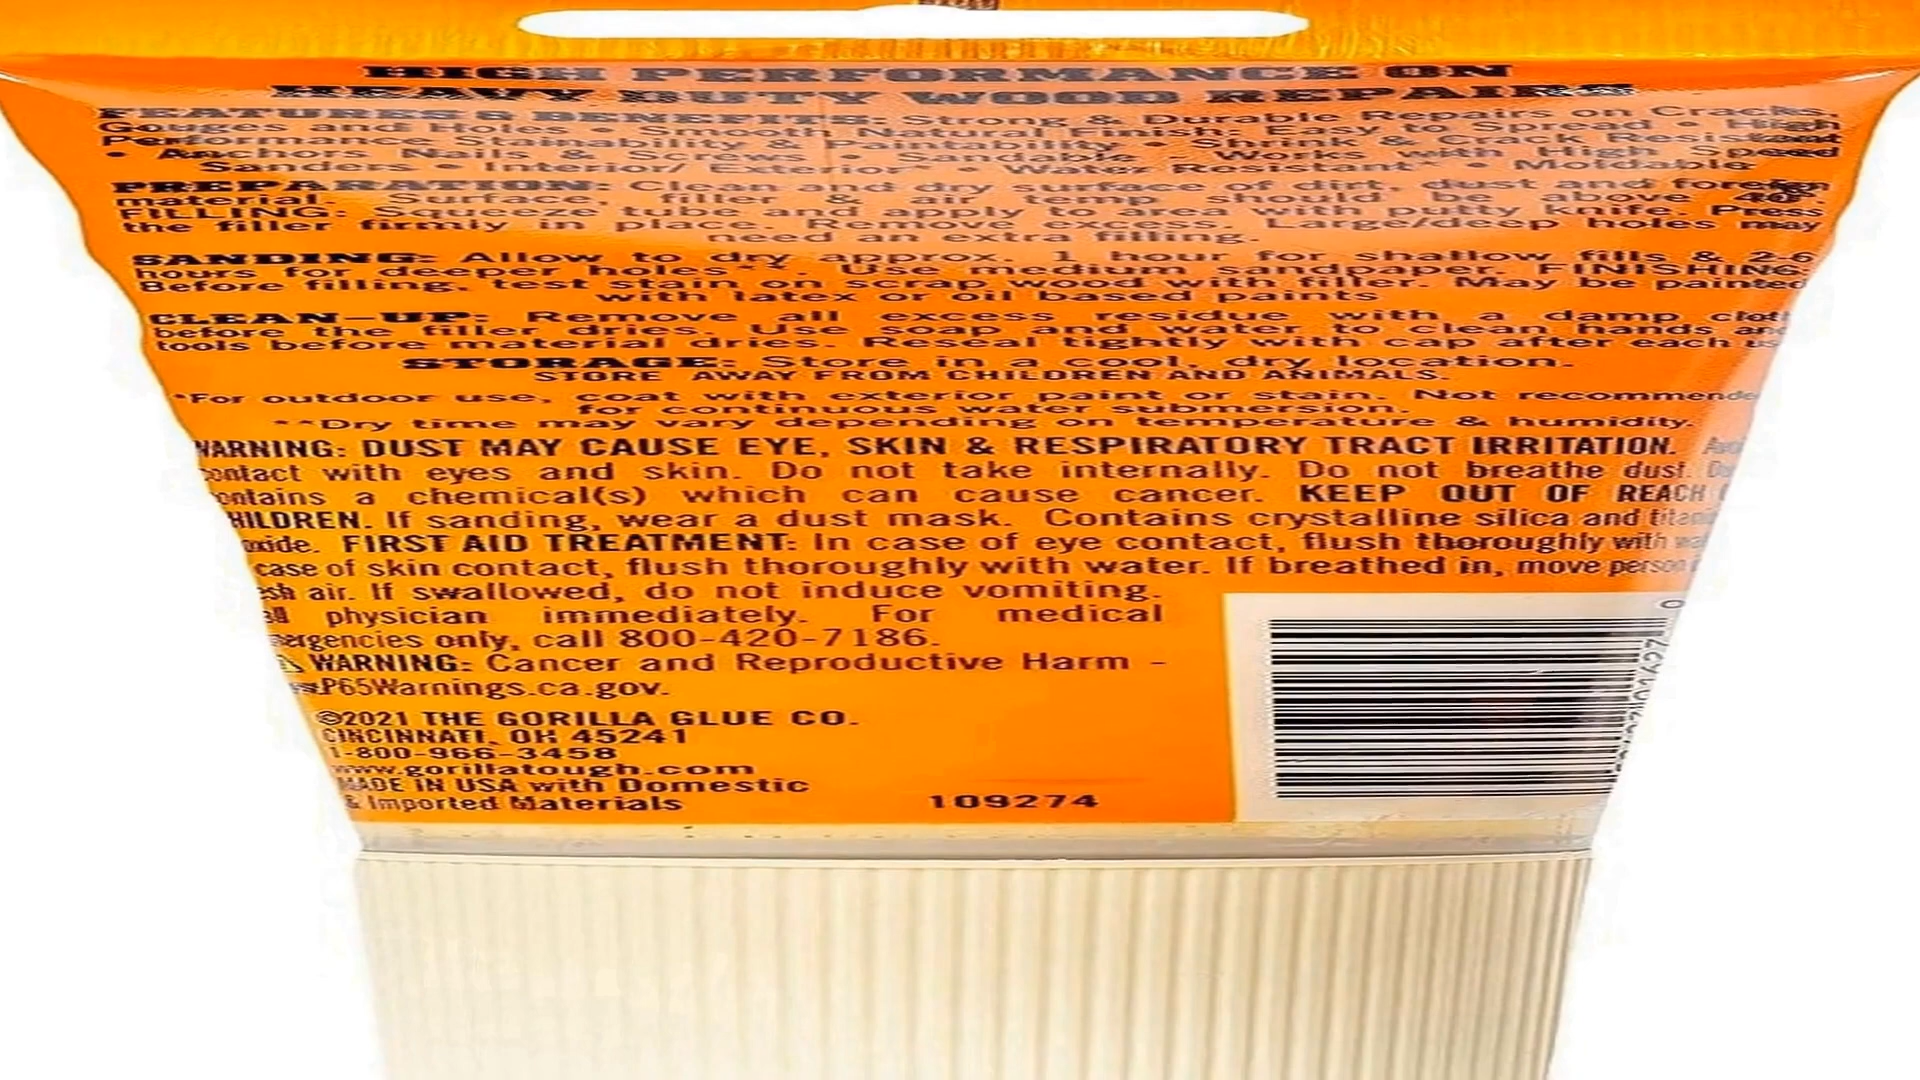 HIGH PERFORMANCE ON
HEAVY DUTY WOOD REPAIRS
FEATURES & BENEFITS: Strong & Durable Repairs on Cracks,
Gouges and Holes • Smooth Natural Finish: Easy to Spread • High
Performance Stainability & Paintability • Shrink & Crack Resistant
• Anchors Nails & Screws • Sandable - Works with High Speed
Sanders • Interior/ Exterior* • Water Resistant* • Moldable
PREPARATION: Clean and dry surface of dirt, dust and foreign
material. Surface, filler & air temp should be above 40°.
FILLING: Squeeze tube and apply to area with putty knife. Press
the filler firmly in place. Remove excess. Large/deep holes may
need an extra filling.
SANDING: Allow to dry approx. 1 hour for shallow fills & 2-6
hours for deeper holes**. Use medium sandpaper. FINISHING:
Before filling, test stain on scrap wood with filler. May be painted
with latex or oil based paints
CLEAN-UP: Remove all excess residue with a damp cloth
before the filler dries. Use soap and water to clean hands and
tools before material dries. Reseal tightly with cap after each us
STORAGE: Store in a cool, dry location.
STORE AWAY FROM CHILDREN AND ANIMALS.
*For outdoor use, coat with exterior paint or stain. Not recommende
for continuous water submersion.
**Dry time may vary depending on temperature & humidity.
WARNING: DUST MAY CAUSE EYE, SKIN & RESPIRATORY TRACT IRRITATION.
ontact with eyes and skin. Do not take internally. Do not breathe dust.
ontains a chemical(s) which can cause cancer. KEEP OUT OF REACH
HILDREN. If sanding, wear a dust mask. Contains crystalline silica and titani
oxide. FIRST AID TREATMENT: In case of eye contact, flush thoroughly with wa
case of skin contact, flush thoroughly with water. If breathed in, move person
esh air. If swallowed, do not induce vomiting.
physician immediately. For medical
ergencies only, call 800-420-7186.
⚠ WARNING: Cancer and Reproductive Harm -
P65Warnings.ca.gov.
©2021 THE GORILLA GLUE CO.
CINCINNATI, OH 45241
1-800-966-3458
www.gorillatough.com
MADE IN USA with Domestic
& Imported Materials
109274